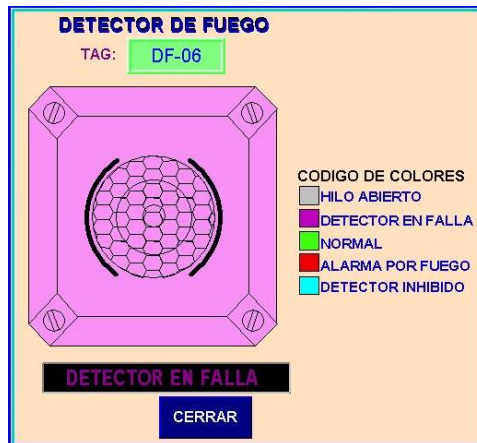 DETECTOR DE FUEGO
TAG: DF-06
CODIGO DE COLORES
HILO ABIERTO
DETECTOR EN FALLA
NORMAL
ALARMA POR FUEGO
DETECTOR INHIBIDO
DETECTOR EN FALLA
CERRAR